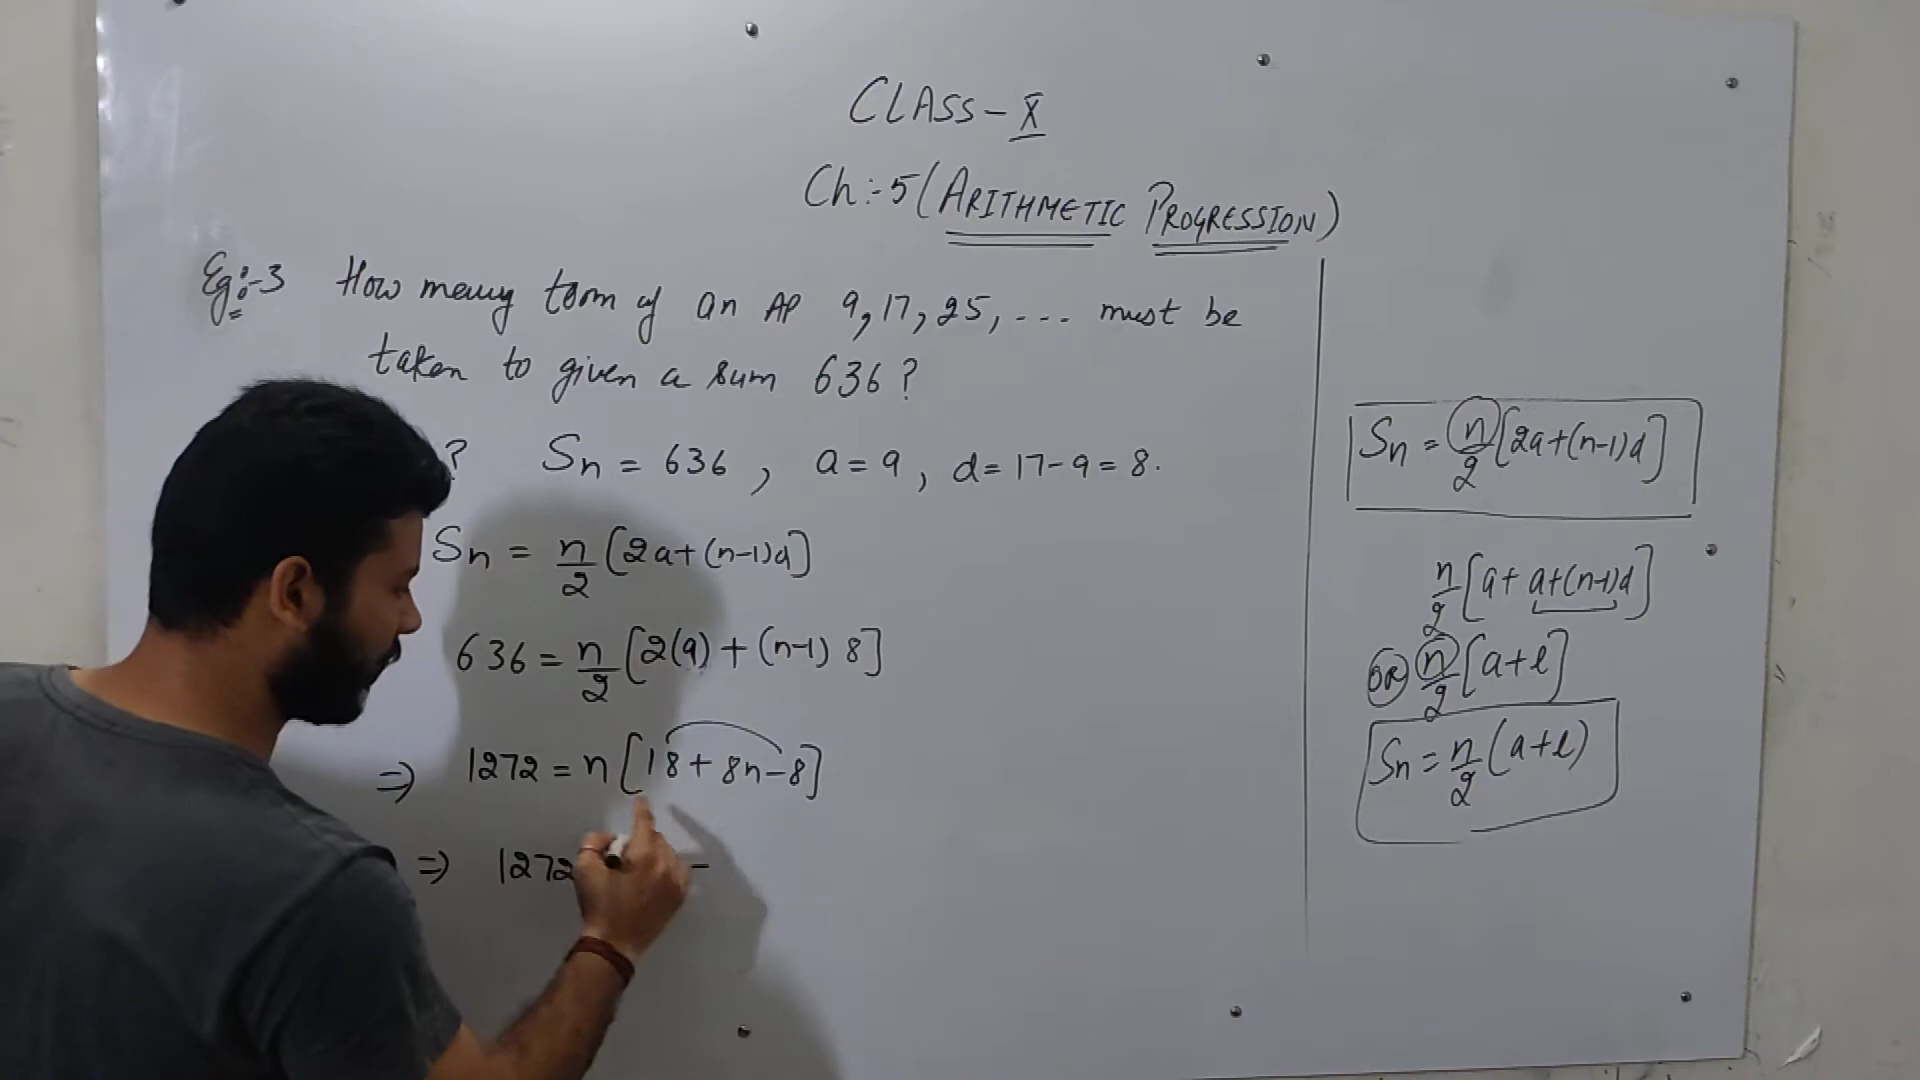 CLASS - X
Ch :- 5 ( ARITHMETIC PROGRESSION )
Eg:-3 How many term of an AP 9, 17, 25, ... must be
taken to given a sum 636 ?
? Sn = 636 , a = 9 , d = 17 - 9 = 8.
Sn = n/2 [2a + (n-1)d]
636 = n/2 [2(9) + (n-1) 8]
=> 1272 = n [18 + 8n - 8]
=> 1272
Sn = n/2 [2a + (n-1)d]
n/2 [a + a + (n-1)d]
OR n/2 [a + l]
Sn = n/2 (a + l)